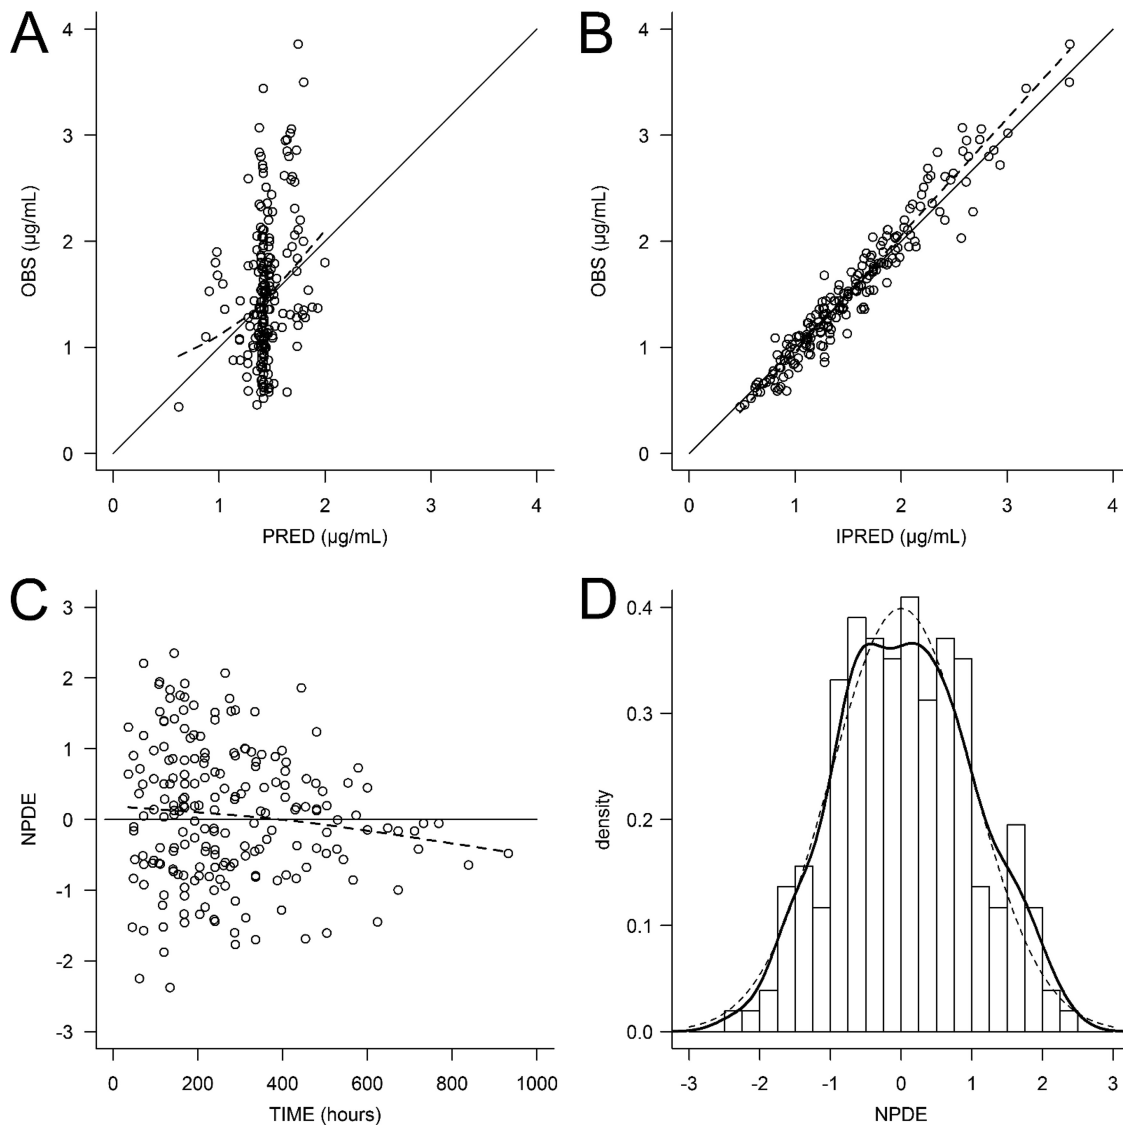 A
4
3
2
1
0
OBS (µg/mL)
0 1 2 3 4
PRED (µg/mL)
B
4
3
2
1
0
OBS (µg/mL)
0 1 2 3 4
IPRED (µg/mL)
C
3
2
1
0
-1
-2
-3
NPDE
0 200 400 600 800 1000
TIME (hours)
D
0.4
0.3
0.2
0.1
0.0
density
-3 -2 -1 0 1 2 3
NPDE